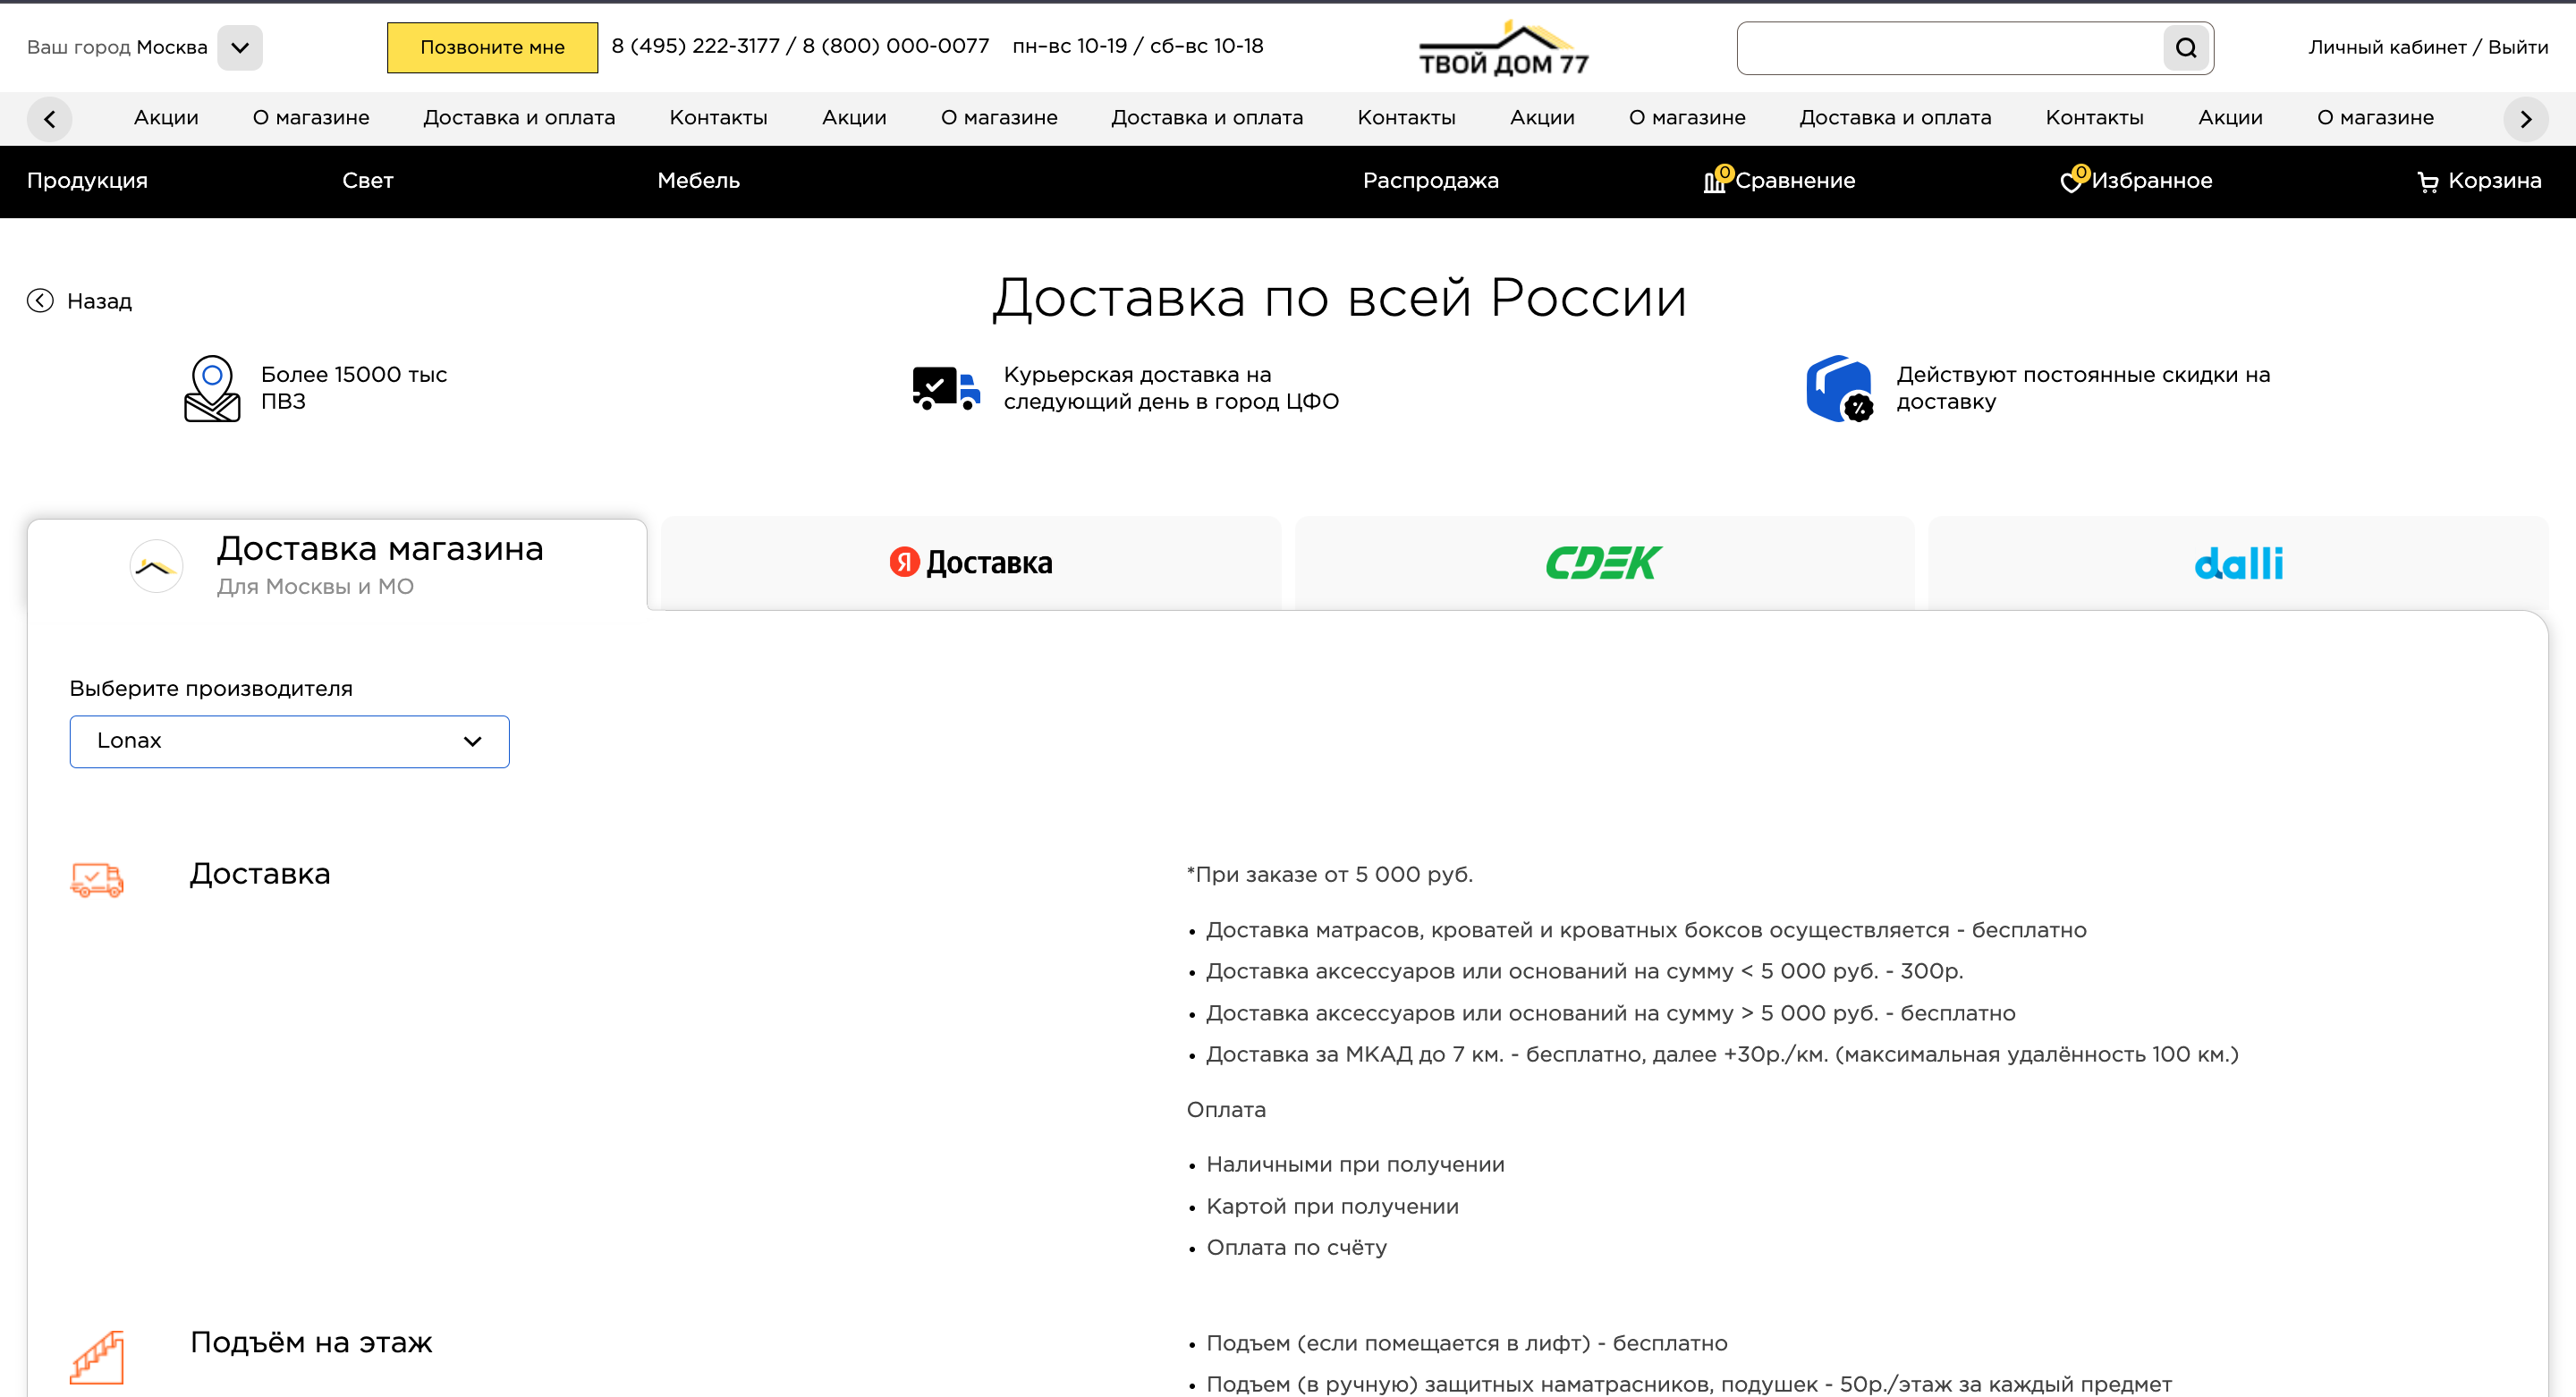 Ваш город Москва
Позвоните мне
8 (495) 222-3177 / 8 (800) 000-0077 пн–вс 10-19 / сб–вс 10-18
ТВОЙ ДОМ 77
Личный кабинет / Выйти
Акции О магазине Доставка и оплата Контакты Акции О магазине Доставка и оплата Контакты Акции О магазине Доставка и оплата Контакты Акции О магазине
Продукция Свет Мебель Распродажа 0 Сравнение 0 Избранное Корзина
Назад
Доставка по всей России
Более 15000 тыс
ПВЗ
Курьерская доставка на
следующий день в город ЦФО
Действуют постоянные скидки на
доставку
Доставка магазина
Для Москвы и МО
Я Доставка
CDEK
dalli
Выберите производителя
Lonax
Доставка
*При заказе от 5 000 руб.
• Доставка матрасов, кроватей и кроватных боксов осуществляется - бесплатно
• Доставка аксессуаров или оснований на сумму < 5 000 руб. - 300р.
• Доставка аксессуаров или оснований на сумму > 5 000 руб. - бесплатно
• Доставка за МКАД до 7 км. - бесплатно, далее +30р./км. (максимальная удалённость 100 км.)
Оплата
• Наличными при получении
• Картой при получении
• Оплата по счёту
Подъём на этаж
• Подъем (если помещается в лифт) - бесплатно
• Подъем (в ручную) защитных наматрасников, подушек - 50р./этаж за каждый предмет